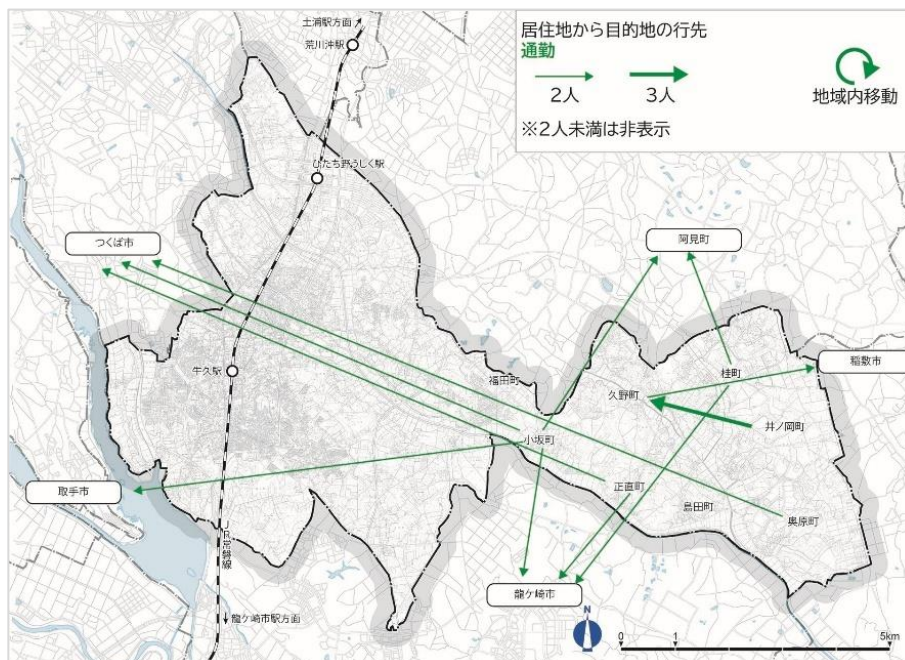 土浦駅方面
荒川沖駅
居住地から目的地の行先
通勤
2人
3人
地域内移動
※2人未満は非表示
ひたち野うしく駅
つくば市
阿見町
牛久駅
福田町
桂町
稲敷市
久野町
井ノ岡町
小坂町
取手市
正直町
島田町
奥原町
JR常磐線
龍ケ崎市
龍ケ崎市駅方面
N
0
1
5km